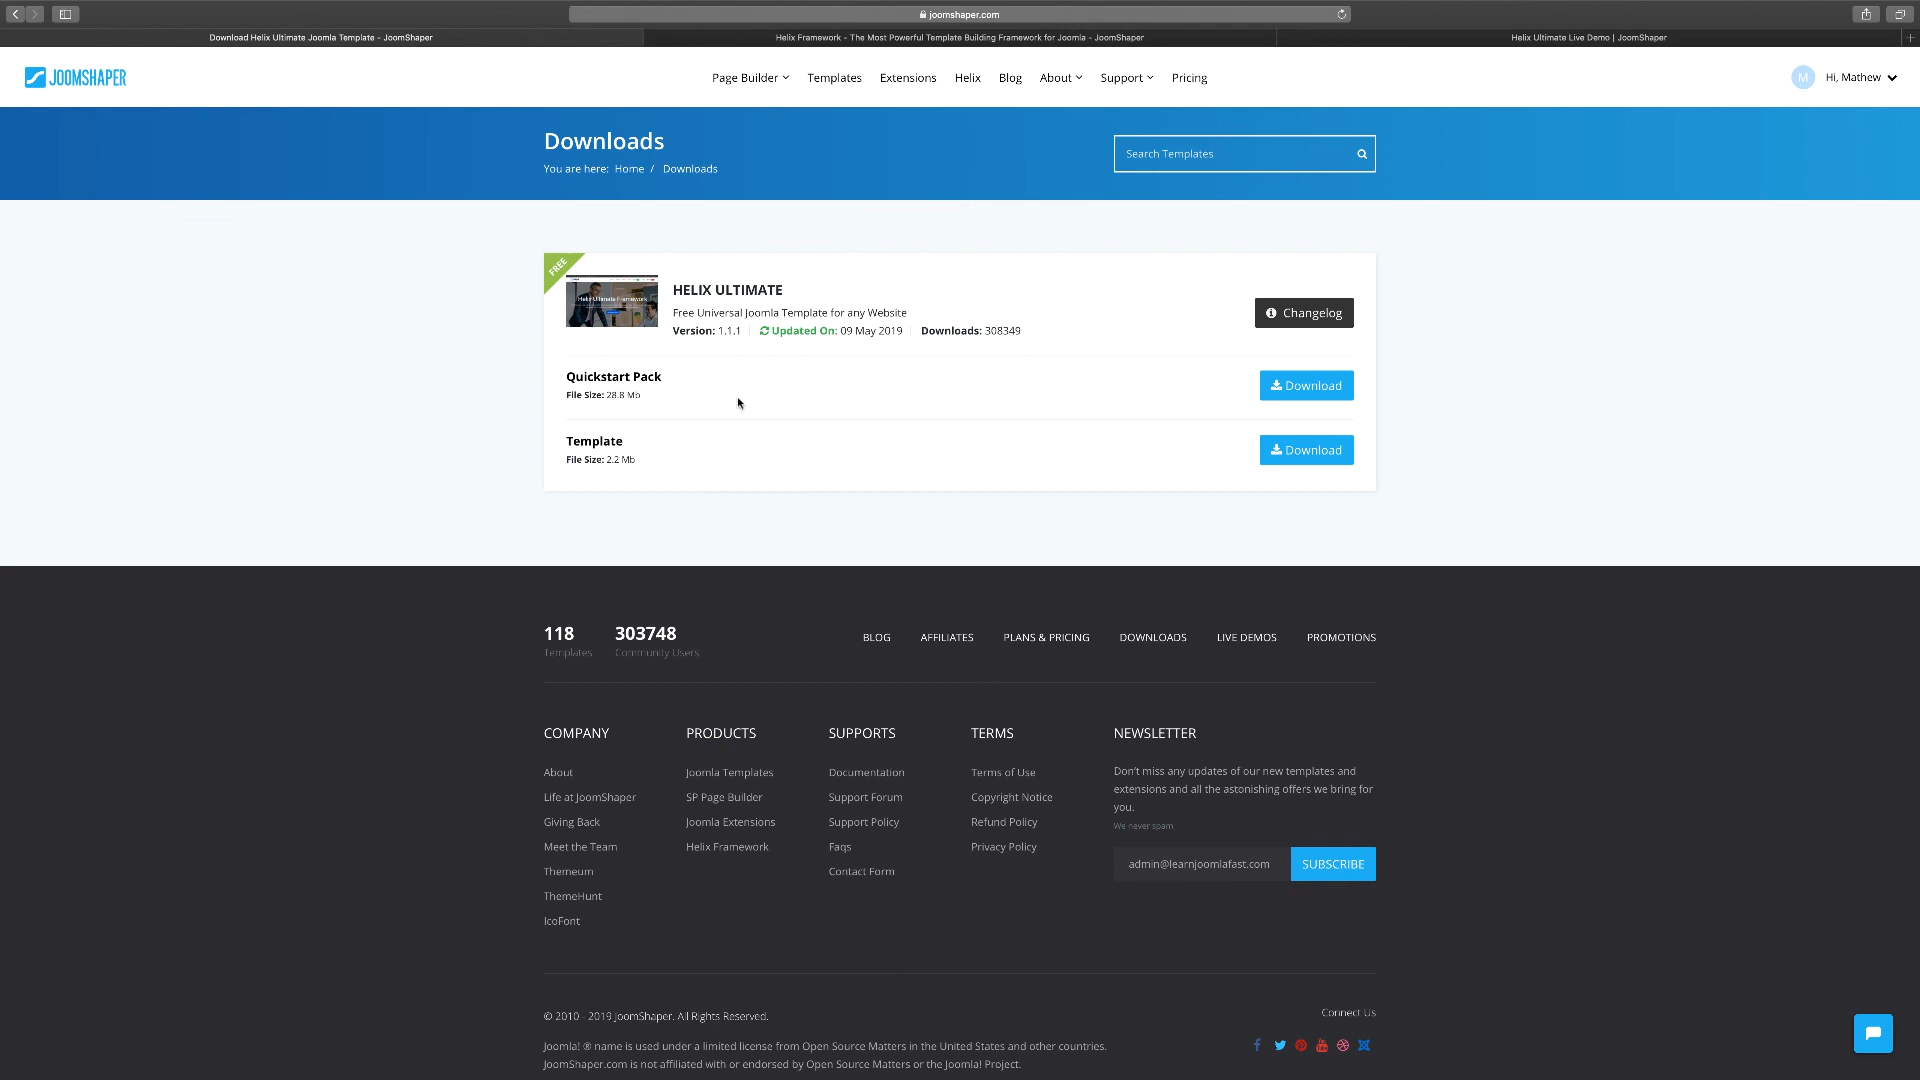 joomshaper.com
Download Helix Ultimate Joomla Template - JoomShaper
Helix Framework - The Most Powerful Template Building Framework for Joomla - JoomShaper
Helix Ultimate Live Demo | JoomShaper
JOOMSHAPER
Page Builder
Templates
Extensions
Helix
Blog
About
Support
Pricing
M
Hi, Mathew
Downloads
You are here: Home / Downloads
Search Templates
FREE
Helix Ultimate Framework
HELIX ULTIMATE
Free Universal Joomla Template for any Website
Version: 1.1.1 Updated On: 09 May 2019 Downloads: 308349
Changelog
Quickstart Pack
File Size: 28.8 Mb
Download
Template
File Size: 2.2 Mb
Download
118
Templates
303748
Community Users
BLOG
AFFILIATES
PLANS & PRICING
DOWNLOADS
LIVE DEMOS
PROMOTIONS
COMPANY
About
Life at JoomShaper
Giving Back
Meet the Team
Themeum
ThemeHunt
IcoFont
PRODUCTS
Joomla Templates
SP Page Builder
Joomla Extensions
Helix Framework
SUPPORTS
Documentation
Support Forum
Support Policy
Faqs
Contact Form
TERMS
Terms of Use
Copyright Notice
Refund Policy
Privacy Policy
NEWSLETTER
Don't miss any updates of our new templates and
extensions and all the astonishing offers we bring for
you.
We never spam
admin@learnjoomlafast.com
SUBSCRIBE
© 2010 - 2019 JoomShaper. All Rights Reserved.
Joomla! ® name is used under a limited license from Open Source Matters in the United States and other countries.
JoomShaper.com is not affiliated with or endorsed by Open Source Matters or the Joomla! Project.
Connect Us